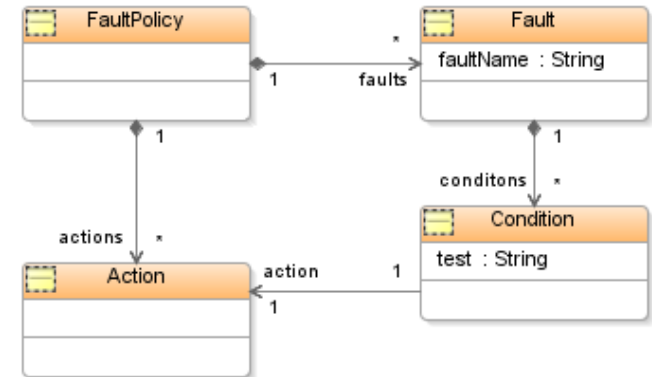 FaultPolicy
Fault
faultName : String
*
1
faults
1
1
conditons
*
actions
*
Condition
test : String
Action
action
1
1